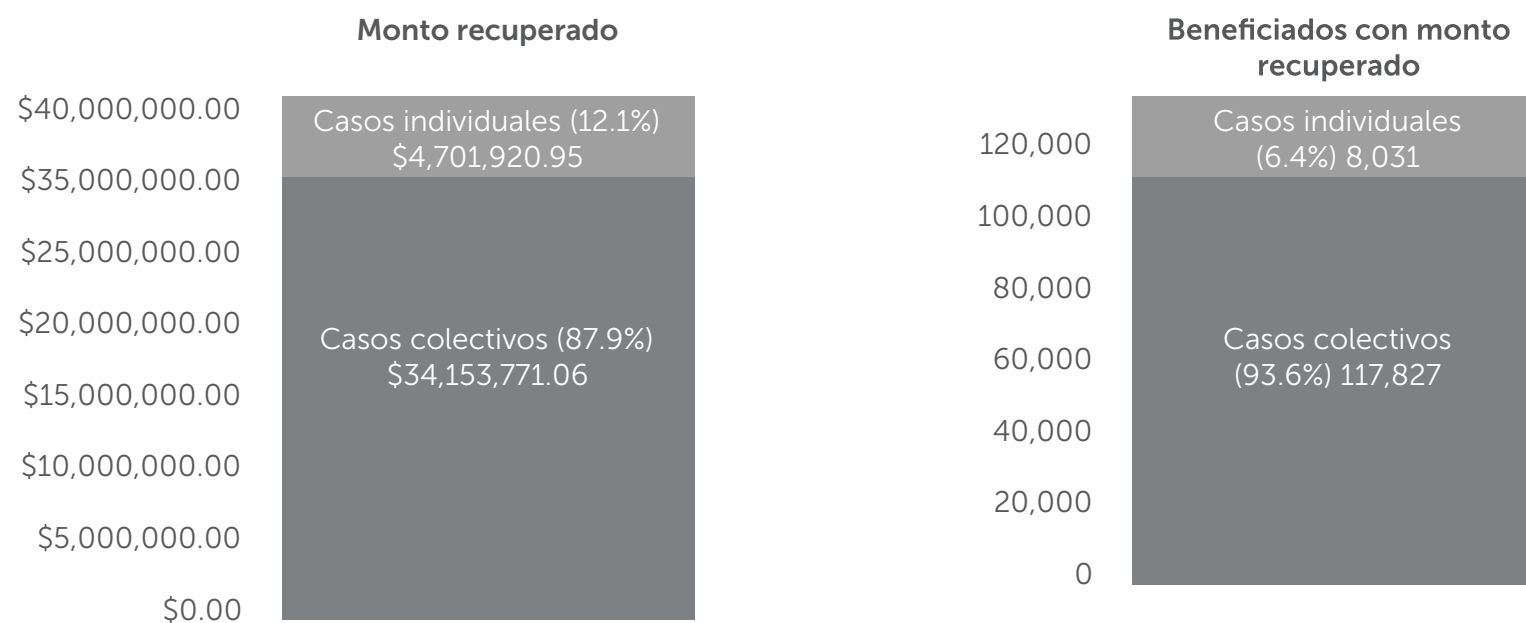 Monto recuperado
$40,000,000.00
$35,000,000.00
$25,000,000.00
$20,000,000.00
$15,000,000.00
$10,000,000.00
$5,000,000.00
$0.00
Casos individuales (12.1%)
$4,701,920.95
Casos colectivos (87.9%)
$34,153,771.06
Beneficiados con monto
recuperado
120,000
100,000
80,000
60,000
40,000
20,000
0
Casos individuales
(6.4%) 8,031
Casos colectivos
(93.6%) 117,827